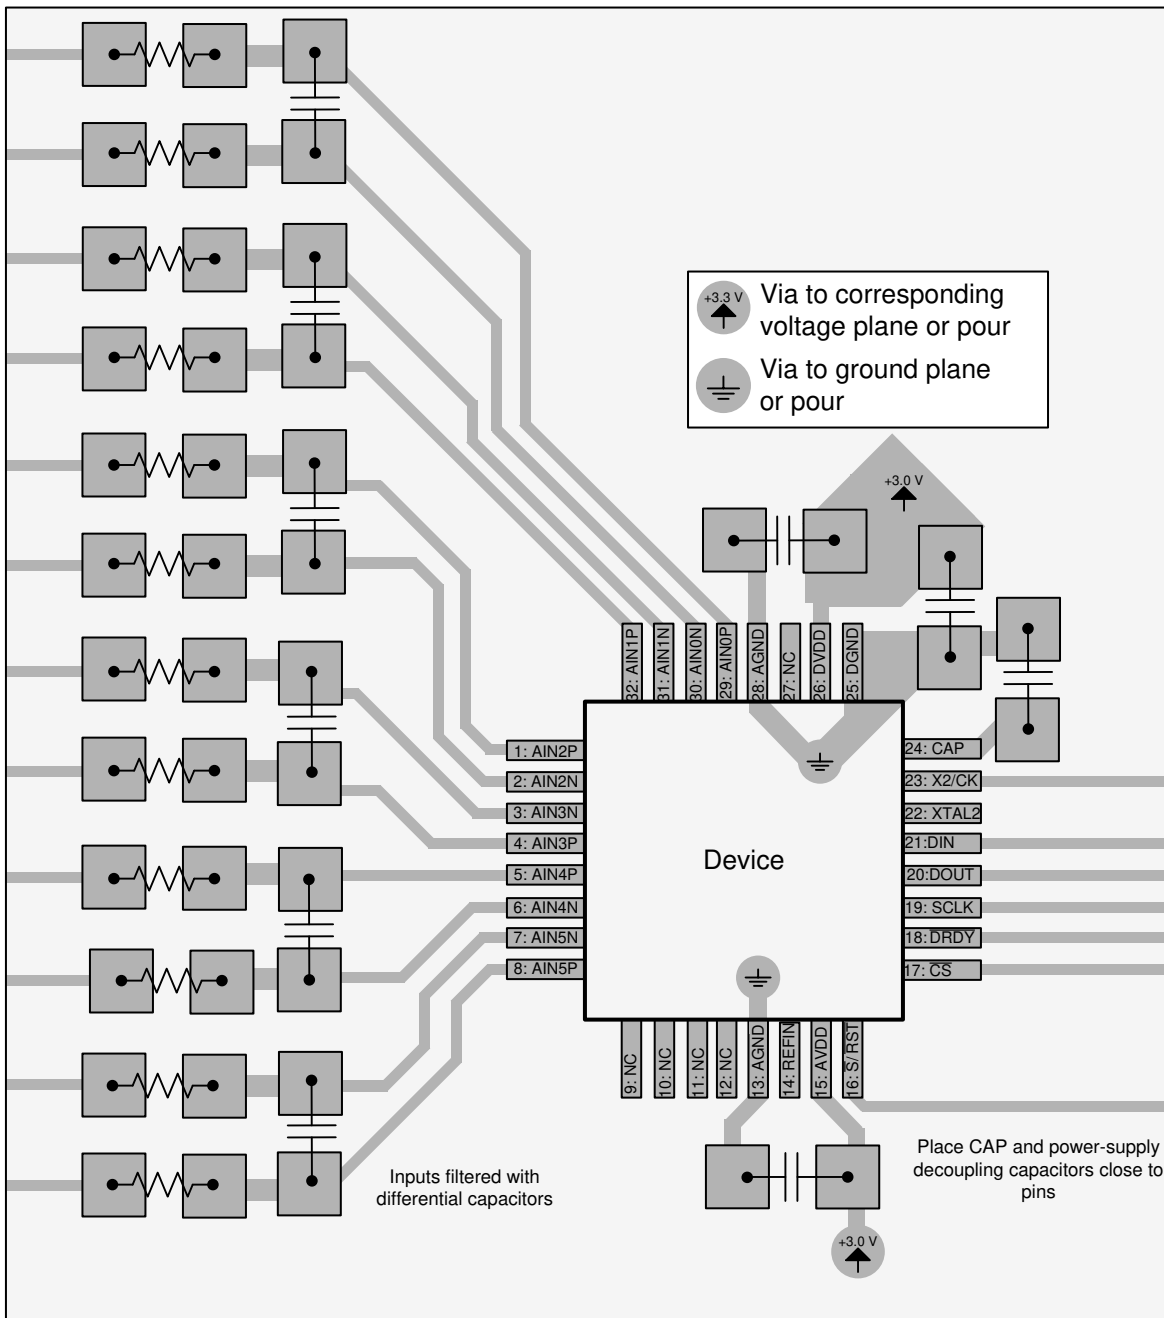 +3.3 V
Via to corresponding
voltage plane or pour
Via to ground plane
or pour
+3.0 V
32: AIN1P
31: AIN1N
30: AIN0N
29: AIN0P
28: AGND
27: NC
26: DVDD
25: DGND
1: AIN2P
2: AIN2N
3: AIN3N
4: AIN3P
5: AIN4P
6: AIN4N
7: AIN5N
8: AIN5P
Device
24: CAP
23: X2/CK
22: XTAL2
21:DIN
20:DOUT
19: SCLK
18: DRDY
17: CS
9: NC
10: NC
11: NC
12: NC
13: AGND
14: REFIN
15: AVDD
16: S/RST
Inputs filtered with
differential capacitors
Place CAP and power-supply
decoupling capacitors close to
pins
+3.0 V